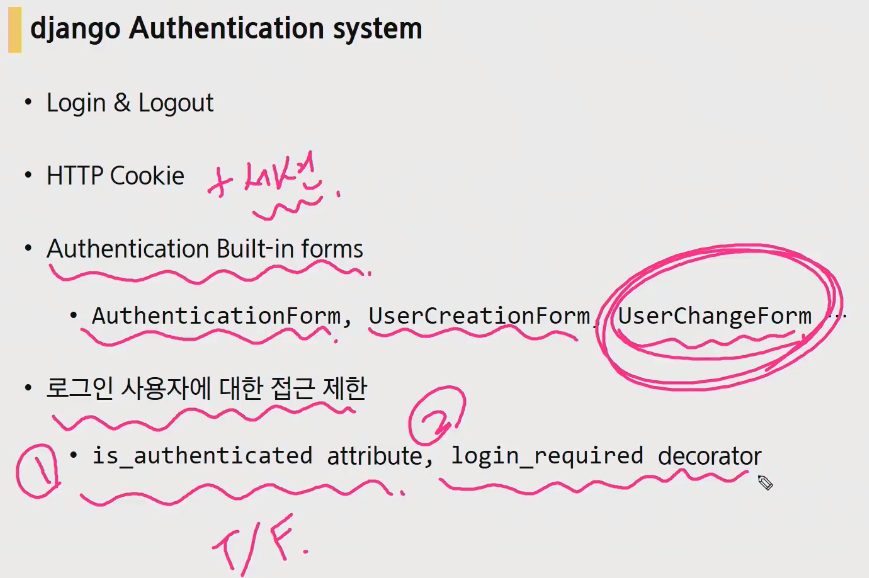 django Authentication system
• Login & Logout
• HTTP Cookie + 세션.
• Authentication Built-in forms
• AuthenticationForm, UserCreationForm, UserChangeForm ...
• 로그인 사용자에 대한 접근 제한
② 
① • is_authenticated attribute, login_required decorator
T/F.